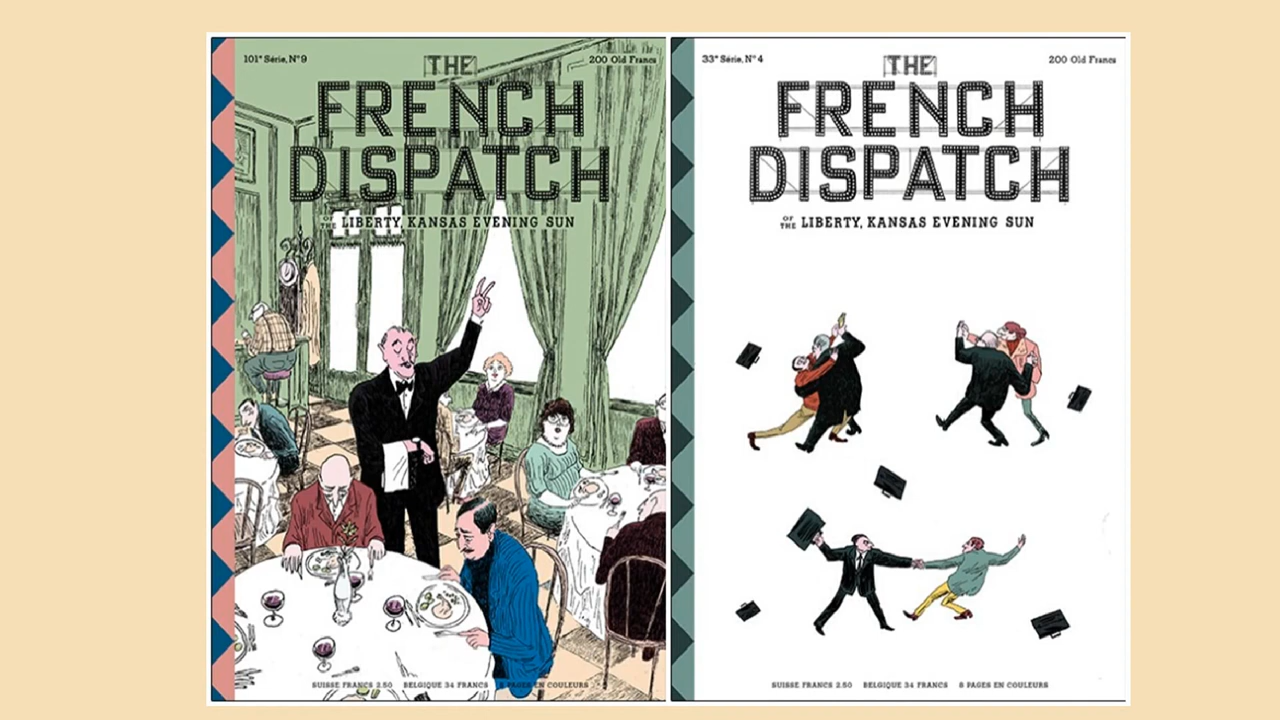 101ᵉ Série, Nº 9
200 Old Francs
THE
FRENCH
DISPATCH
OF THE LIBERTY, KANSAS EVENING SUN
SUISSE FRANCS 2.50 BELGIQUE 34 FRANCS 8 PAGES EN COULEURS
33ᵉ Série, Nº 4
200 Old Francs
THE
FRENCH
DISPATCH
OF THE LIBERTY, KANSAS EVENING SUN
SUISSE FRANCS 2.50 BELGIQUE 34 FRANCS 8 PAGES EN COULEURS